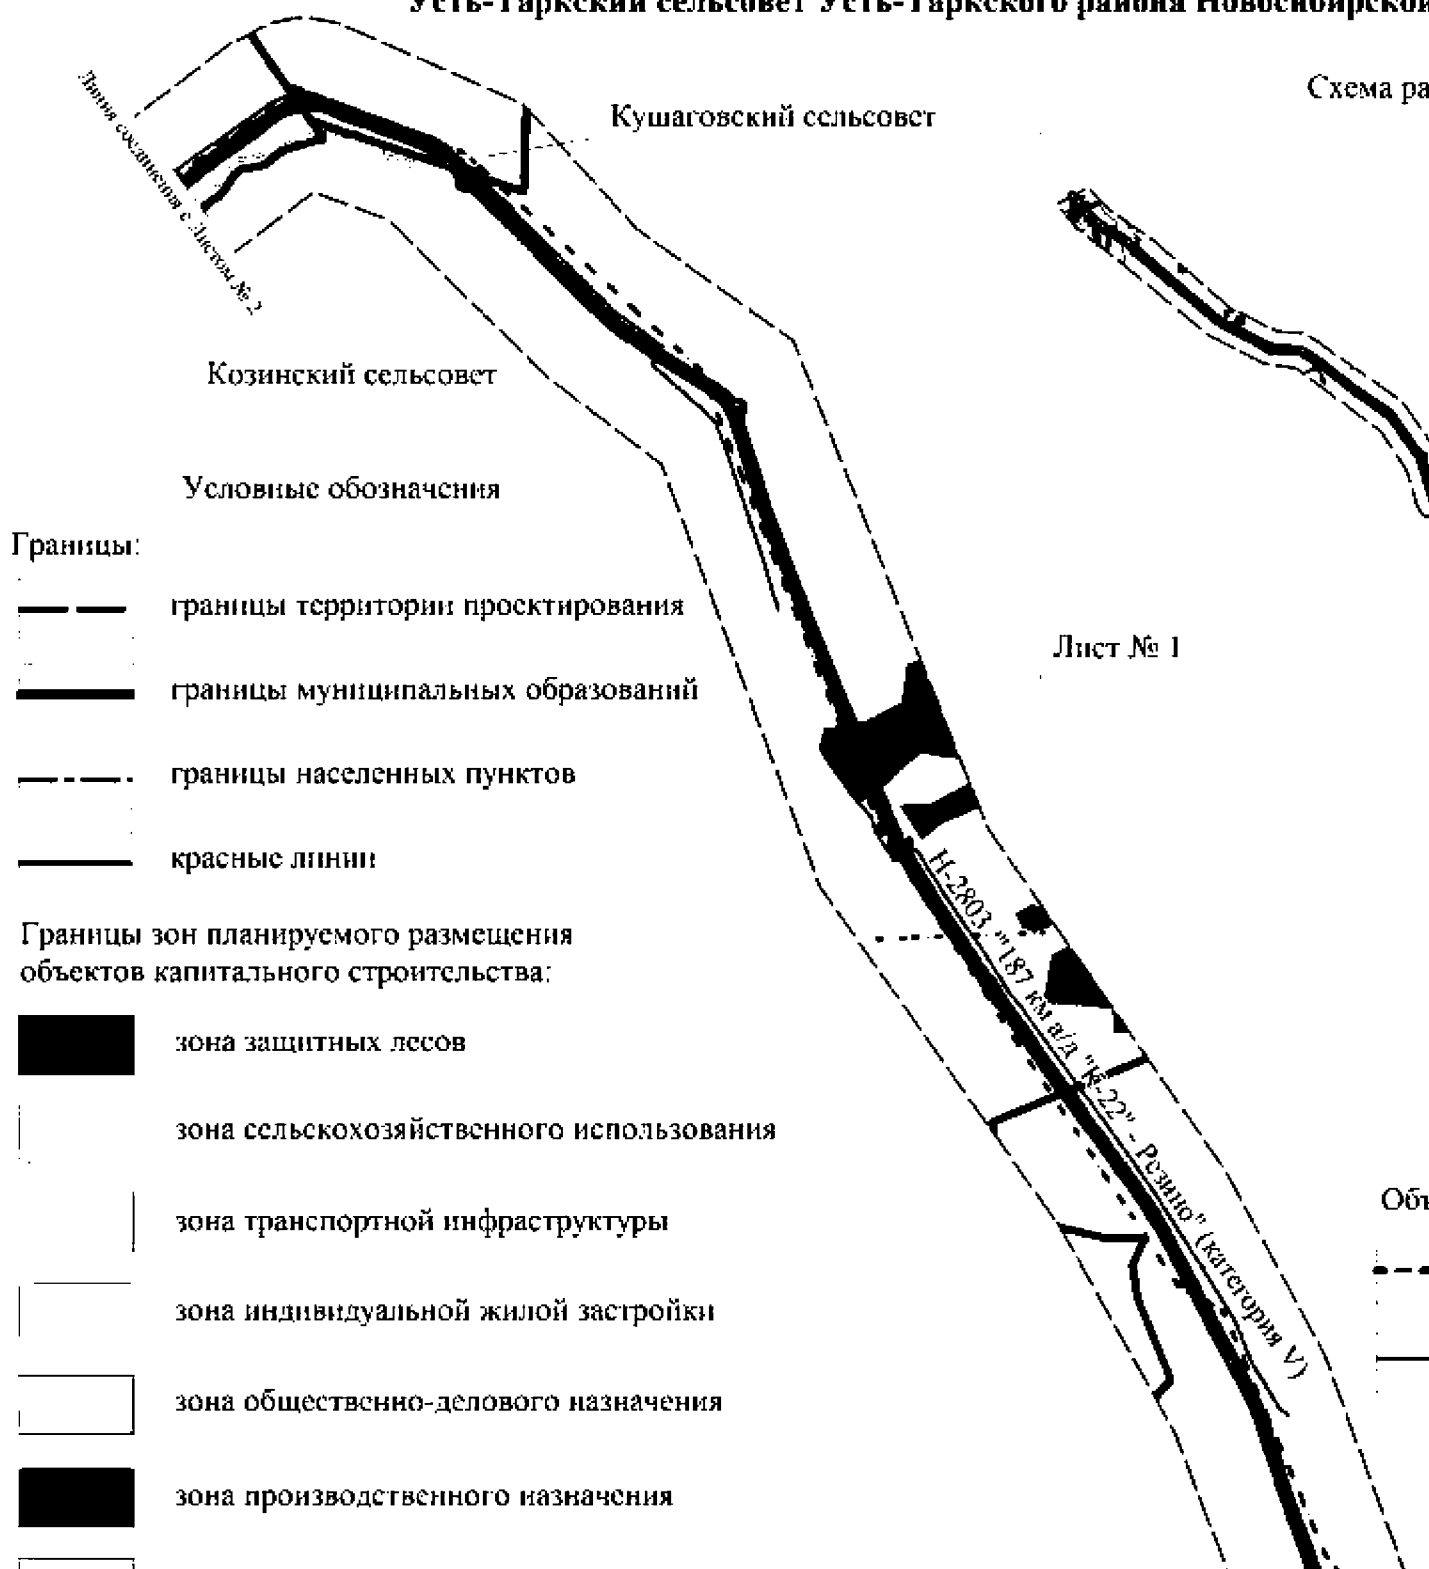 Усть-Таркский сельсовет Усть-Таркского района Новосибирской
Схема ра
Кушаговский сельсовет
Линия соединения с Листом № 2
Козинский сельсовет
Условные обозначения
Границы:
границы территории проектирования
Лист № 1
границы муниципальных образований
границы населенных пунктов
красные линии
Н-2803 "187 км а/д "К-22" - Резино" (категория V)
Границы зон планируемого размещения
объектов капитального строительства:
зона защитных лесов
зона сельскохозяйственного использования
зона транспортной инфраструктуры
Объ
зона индивидуальной жилой застройки
зона общественно-делового назначения
зона производственного назначения